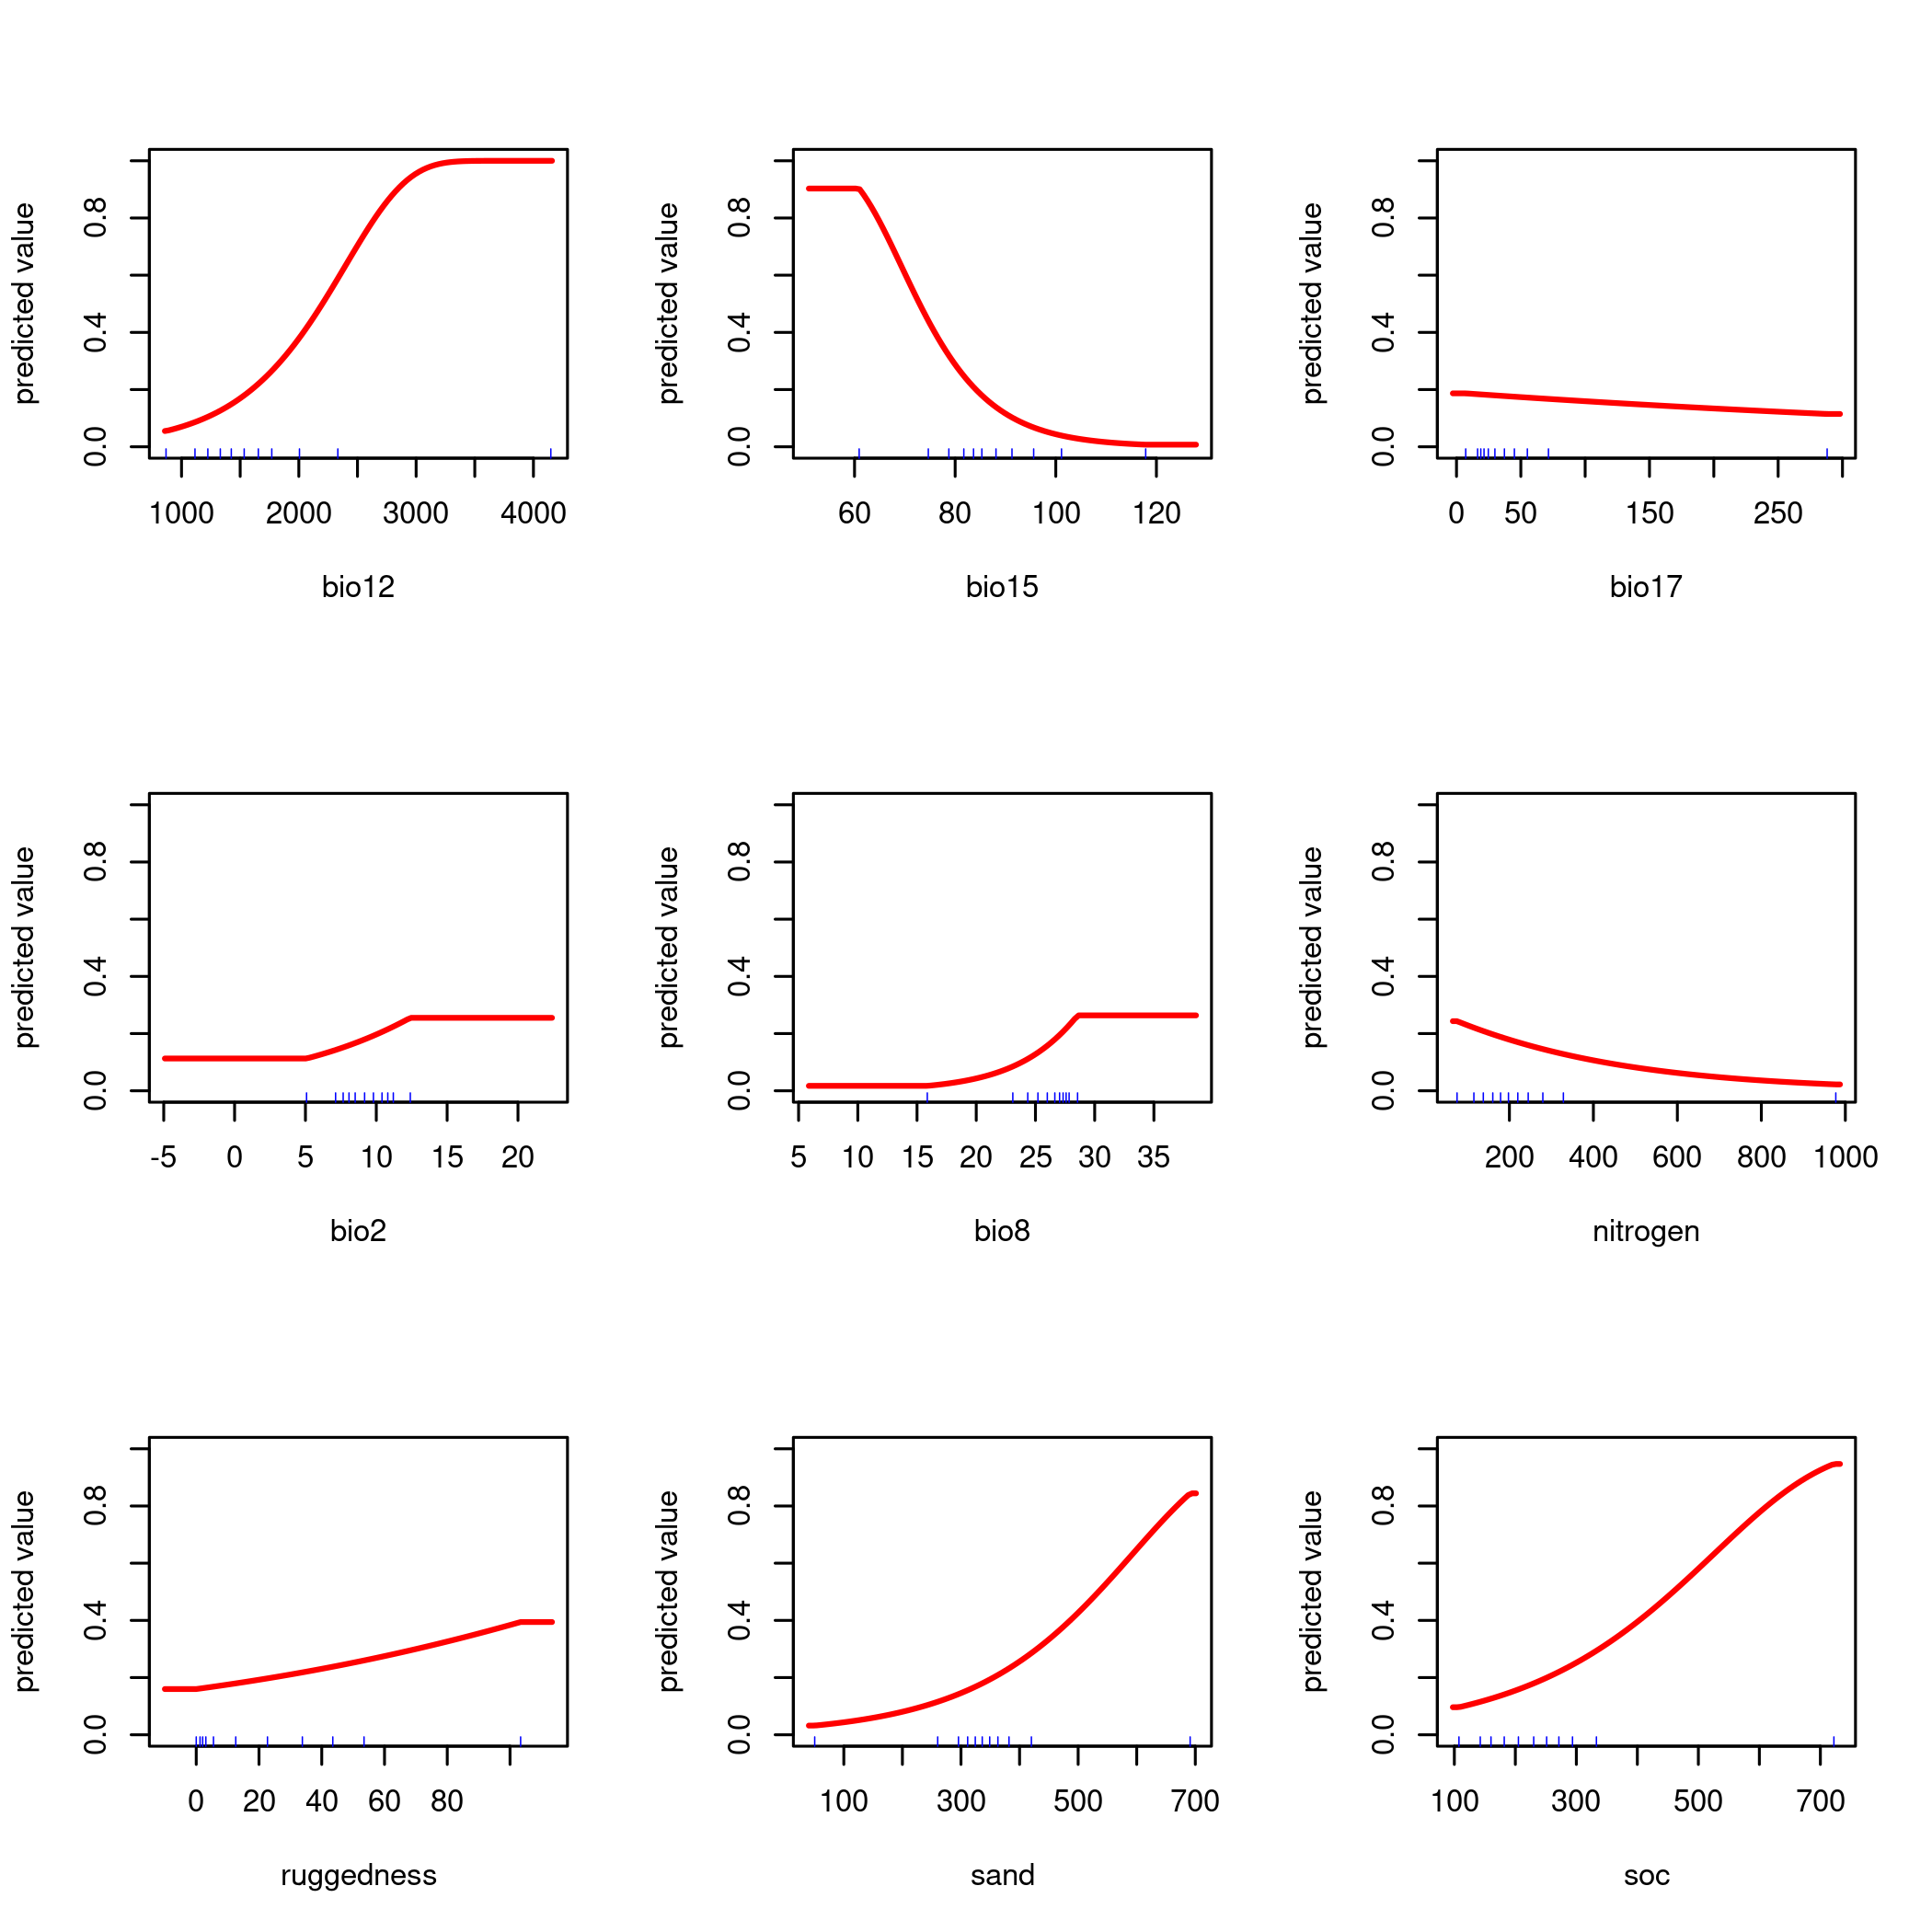 predicted value
0.0 0.4 0.8
1000 2000 3000 4000
bio12
predicted value
0.0 0.4 0.8
60 80 100 120
bio15
predicted value
0.0 0.4 0.8
0 50 150 250
bio17
predicted value
0.0 0.4 0.8
-5 0 5 10 15 20
bio2
predicted value
0.0 0.4 0.8
5 10 15 20 25 30 35
bio8
predicted value
0.0 0.4 0.8
200 400 600 800 1000
nitrogen
predicted value
0.0 0.4 0.8
0 20 40 60 80
ruggedness
predicted value
0.0 0.4 0.8
100 300 500 700
sand
predicted value
0.0 0.4 0.8
100 300 500 700
soc